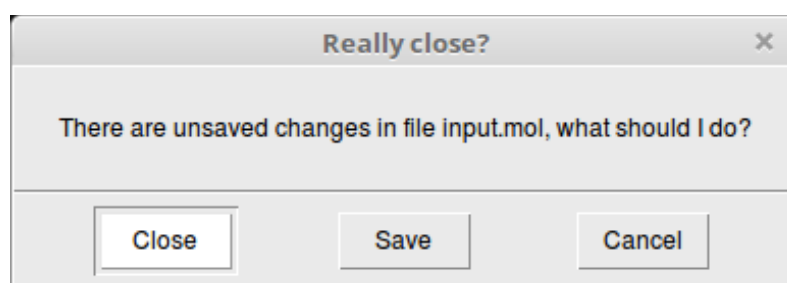 Really close?
There are unsaved changes in file input.mol, what should I do?
Close Save Cancel